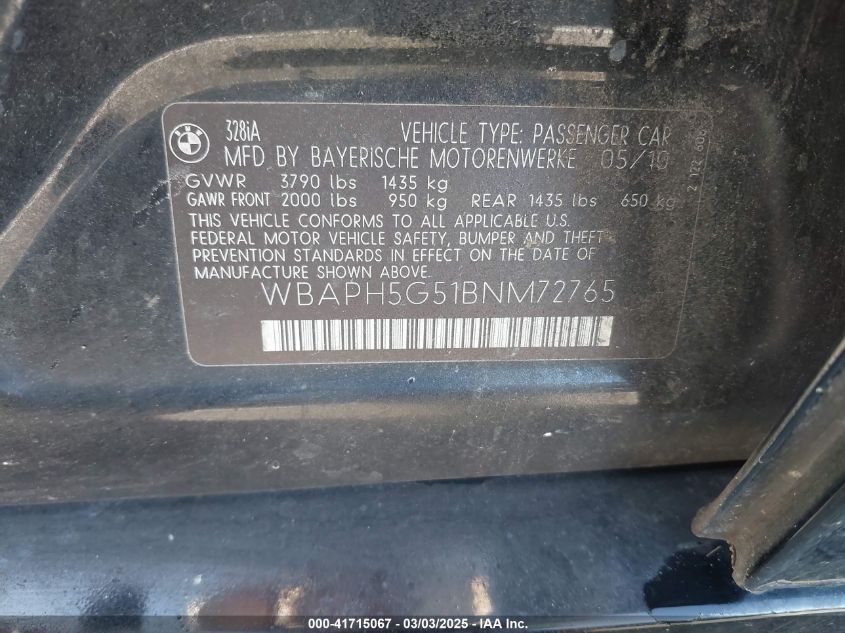 BMW
328iA VEHICLE TYPE: PASSENGER CAR
MFD BY BAYERISCHE MOTORENWERKE 05/10
GVWR 3790 lbs 1435 kg
GAWR FRONT 2000 lbs 950 kg REAR 1435 lbs 650 kg
THIS VEHICLE CONFORMS TO ALL APPLICABLE U.S.
FEDERAL MOTOR VEHICLE SAFETY, BUMPER AND THEFT
PREVENTION STANDARDS IN EFFECT ON THE DATE OF
MANUFACTURE SHOWN ABOVE.
WBAPH5G51BNM72765
000-41715067 - 03/03/2025 - IAA Inc.